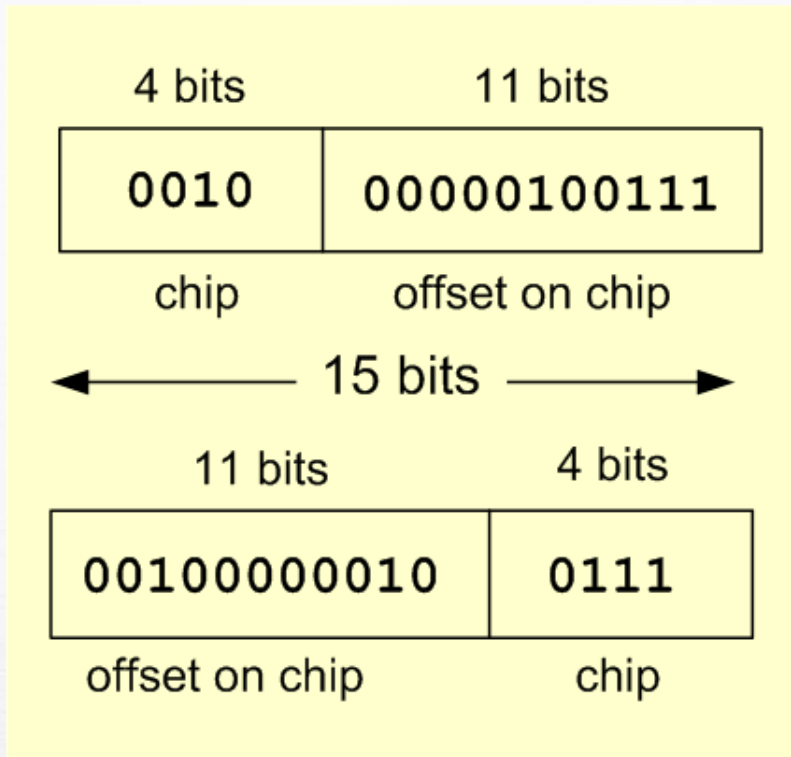 4 bits 11 bits
0010 00000100111
chip offset on chip
15 bits
11 bits 4 bits
00100000010 0111
offset on chip chip